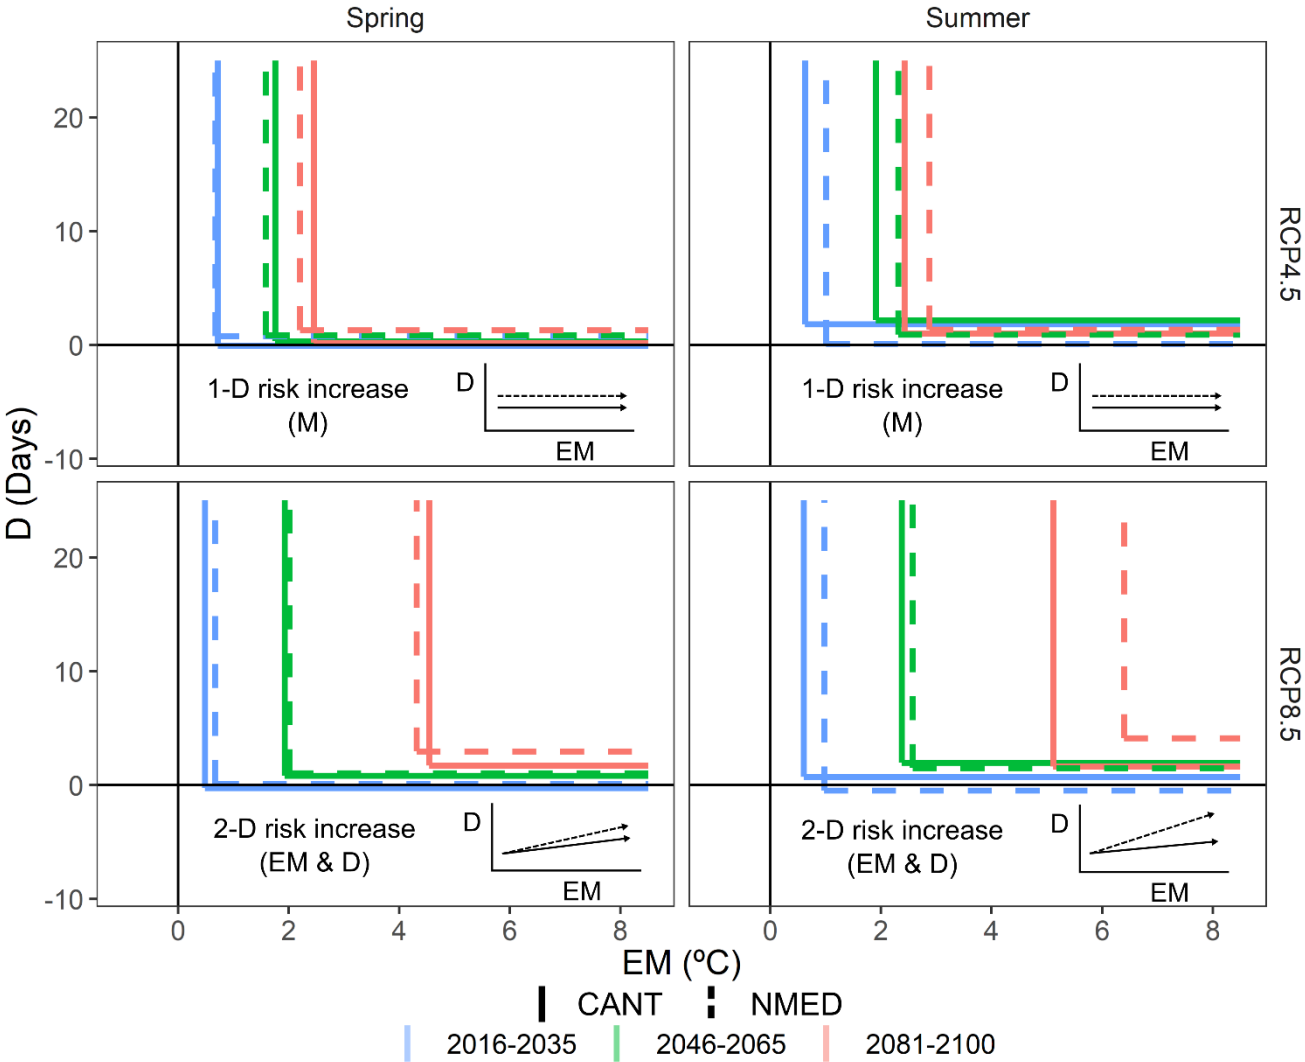 Spring
Summer
20
10
0
-10
1-D risk increase
(M)
D
EM
1-D risk increase
(M)
D
EM
RCP4.5
D (Days)
20
10
0
-10
2-D risk increase
(EM & D)
D
EM
2-D risk increase
(EM & D)
D
EM
RCP8.5
0 2 4 6 8
0 2 4 6 8
EM (ºC)
CANT NMED
2016-2035 2046-2065 2081-2100